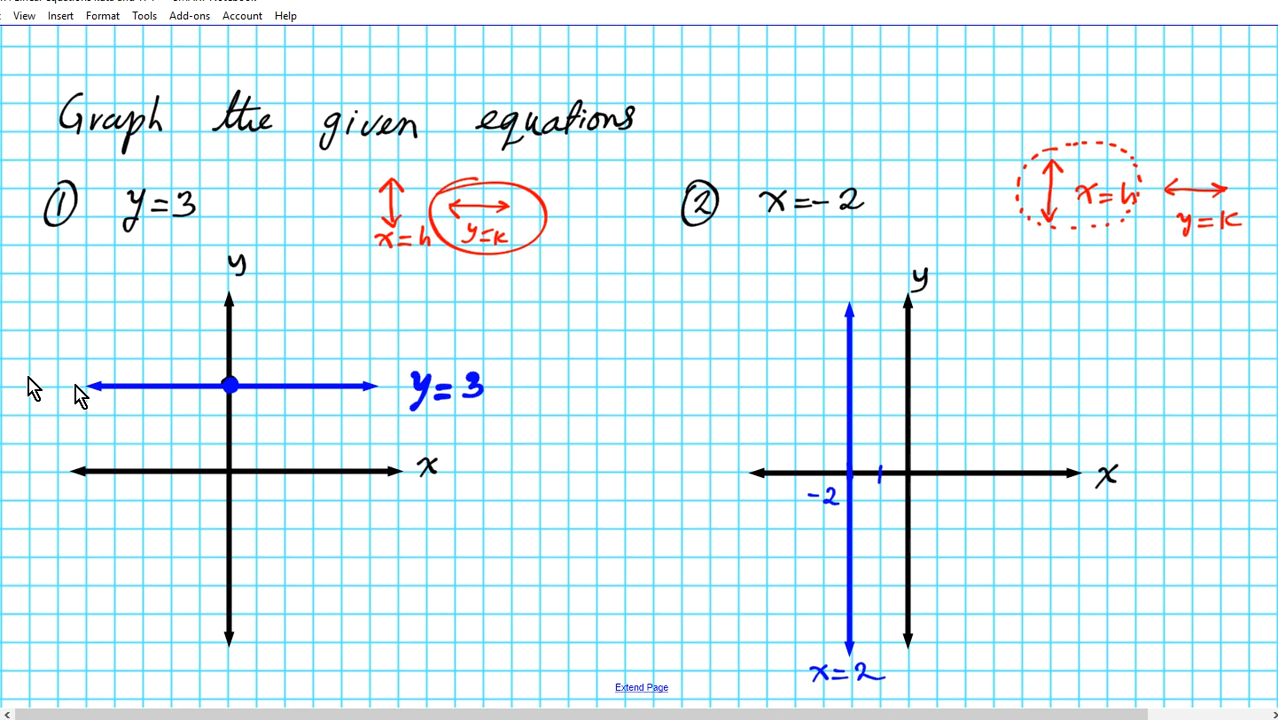 View Insert Format Tools Add-ons Account Help
Graph the given equations
① y=3
x=h
y=k
② x=-2
x=h
y=k
y
y=3
x
y
x
-2
x=2
Extend Page